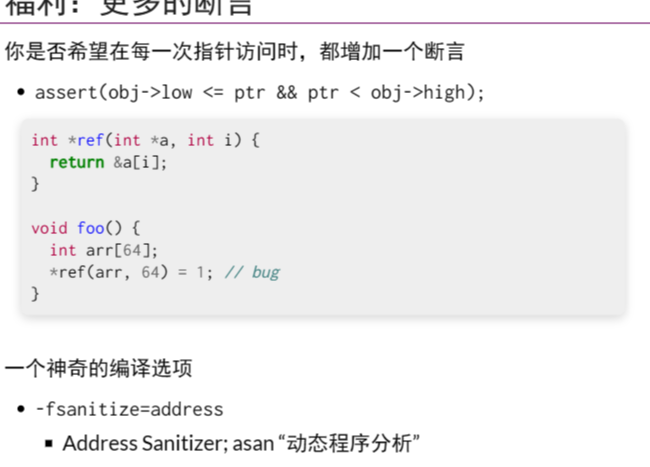 福利：更多的断言
你是否希望在每一次指针访问时，都增加一个断言
• assert(obj->low <= ptr && ptr < obj->high);
int *ref(int *a, int i) {
  return &a[i];
}
void foo() {
  int arr[64];
  *ref(arr, 64) = 1; // bug
}
一个神奇的编译选项
• -fsanitize=address
▪ Address Sanitizer; asan “动态程序分析”